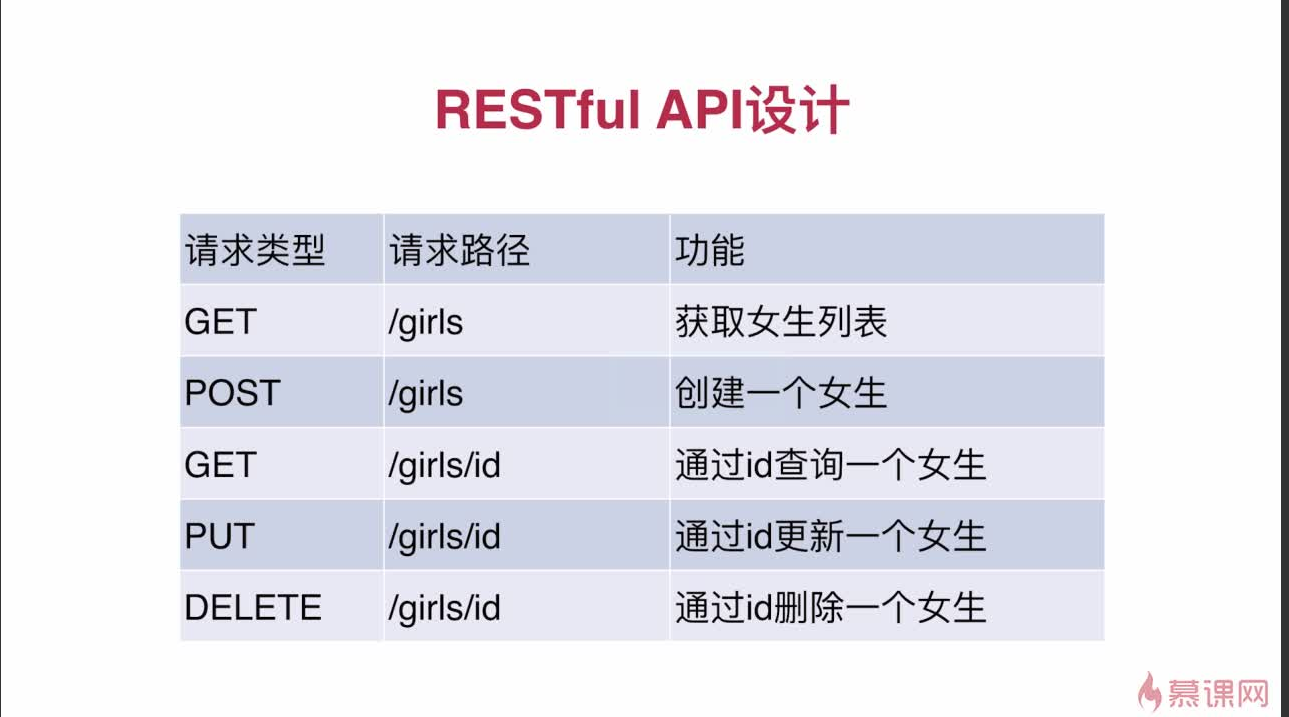 RESTful API设计
请求类型 请求路径 功能
GET /girls 获取女生列表
POST /girls 创建一个女生
GET /girls/id 通过id查询一个女生
PUT /girls/id 通过id更新一个女生
DELETE /girls/id 通过id删除一个女生
慕课网